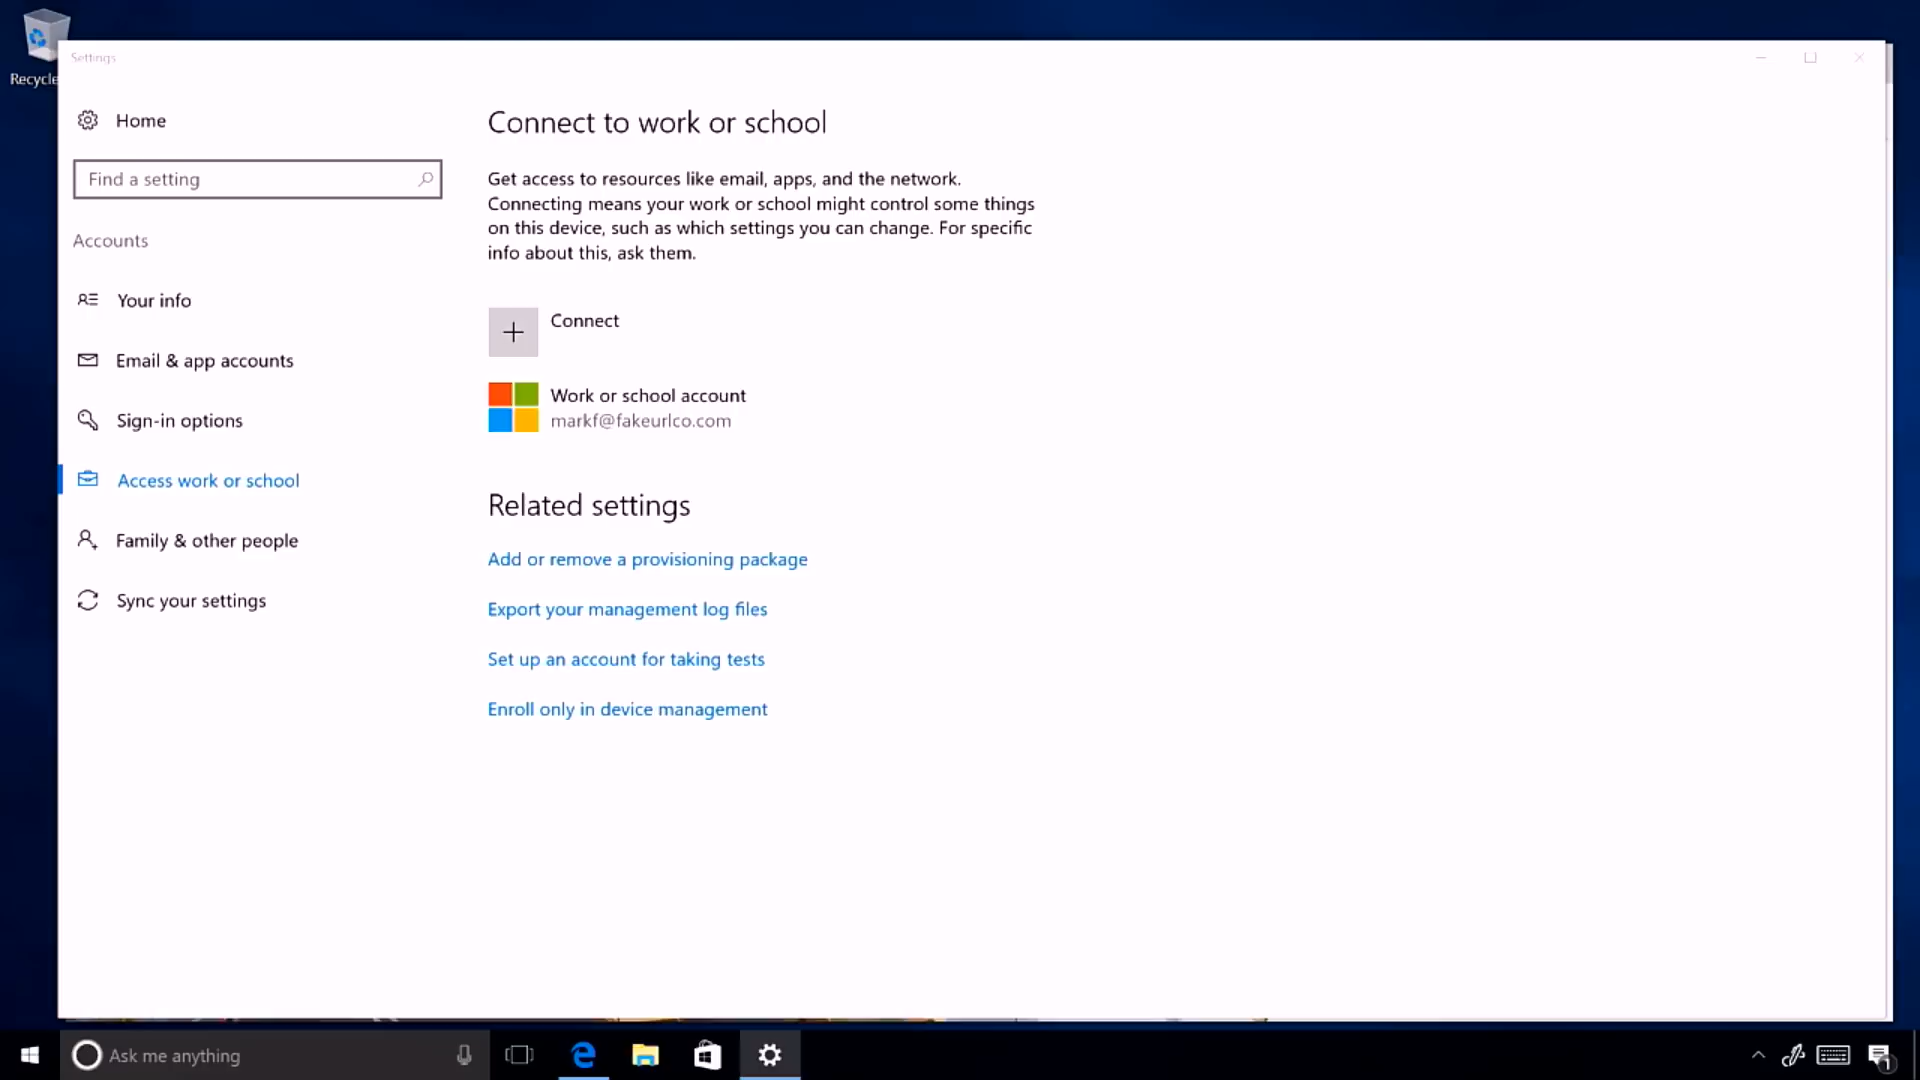 Recycle
Settings
Home
Find a setting
Accounts
Your info
Email & app accounts
Sign-in options
Access work or school
Family & other people
Sync your settings
Connect to work or school
Get access to resources like email, apps, and the network.
Connecting means your work or school might control some things
on this device, such as which settings you can change. For specific
info about this, ask them.
Connect
Work or school account
markf@fakeurlco.com
Related settings
Add or remove a provisioning package
Export your management log files
Set up an account for taking tests
Enroll only in device management
Ask me anything
1